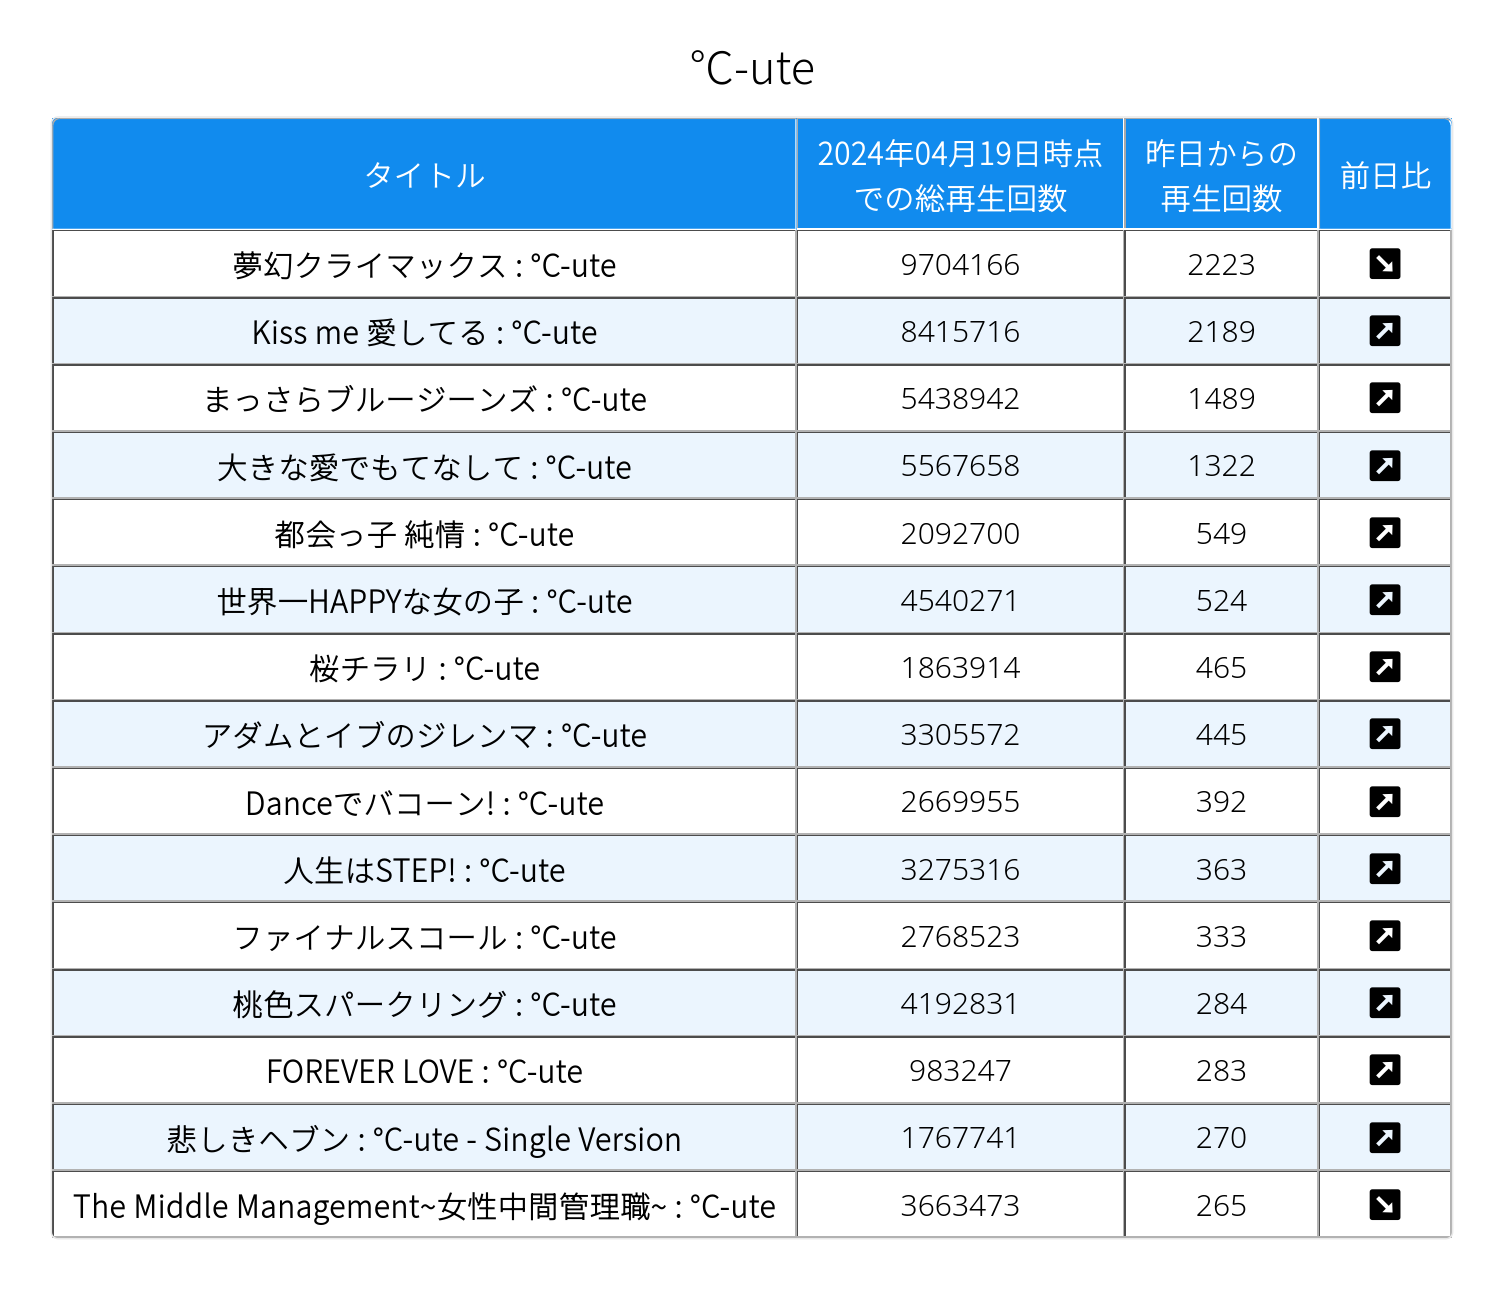 ℃-ute
タイトル 2024年04月19日時点での総再生回数 昨日からの再生回数 前日比
夢幻クライマックス : ℃-ute 9704166 2223 ↘
Kiss me 愛してる : ℃-ute 8415716 2189 ↗
まっさらブルージーンズ : ℃-ute 5438942 1489 ↗
大きな愛でもてなして : ℃-ute 5567658 1322 ↗
都会っ子 純情 : ℃-ute 2092700 549 ↗
世界一HAPPYな女の子 : ℃-ute 4540271 524 ↗
桜チラリ : ℃-ute 1863914 465 ↗
アダムとイブのジレンマ : ℃-ute 3305572 445 ↗
Danceでバコーン! : ℃-ute 2669955 392 ↗
人生はSTEP! : ℃-ute 3275316 363 ↗
ファイナルスコール : ℃-ute 2768523 333 ↗
桃色スパークリング : ℃-ute 4192831 284 ↗
FOREVER LOVE : ℃-ute 983247 283 ↗
悲しきヘブン : ℃-ute - Single Version 1767741 270 ↗
The Middle Management~女性中間管理職~ : ℃-ute 3663473 265 ↘